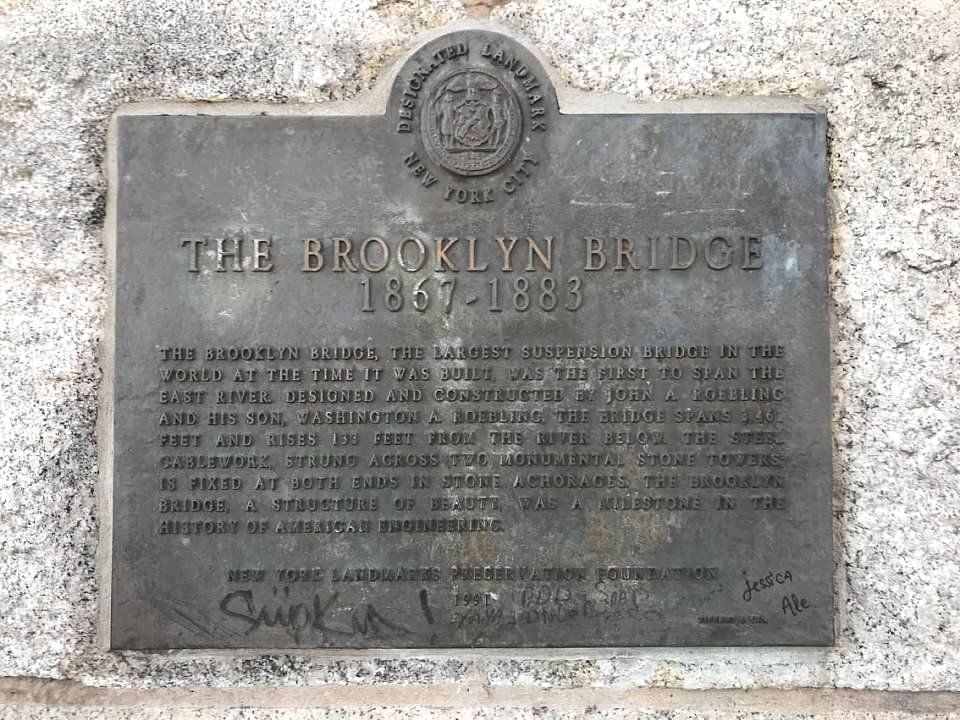 DESIGNATED LANDMARK
NEW YORK CITY
THE BROOKLYN BRIDGE
1867-1883
THE BROOKLYN BRIDGE, THE LARGEST SUSPENSION BRIDGE IN THE
WORLD AT THE TIME IT WAS BUILT, WAS THE FIRST TO SPAN THE
EAST RIVER. DESIGNED AND CONSTRUCTED BY JOHN A. ROEBLING
AND HIS SON, WASHINGTON A. ROEBLING, THE BRIDGE SPANS
FEET AND RISES 133 FEET FROM THE RIVER BELOW. THE STEEL
CABLEWORK, STRUNG ACROSS TWO MONUMENTAL STONE TOWERS,
IS FIXED AT BOTH ENDS IN STONE ACHORAGES. THE BROOKLYN
BRIDGE, A STRUCTURE OF BEAUTY, WAS A MILESTONE IN THE
HISTORY OF AMERICAN ENGINEERING.
NEW YORK LANDMARKS PRESERVATION FOUNDATION
1991
Jessica
Ale